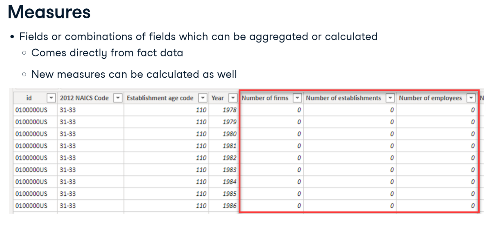 Measures
• Fields or combinations of fields which can be aggregated or calculated
○ Comes directly from fact data
○ New measures can be calculated as well
id 2012 NAICS Code Establishment age code Year Number of firms Number of establishments Number of employees N
0100000US 31-33 110 1978 0 0 0
0100000US 31-33 110 1979 0 0 0
0100000US 31-33 110 1980 0 0 0
0100000US 31-33 110 1981 0 0 0
0100000US 31-33 110 1982 0 0 0
0100000US 31-33 110 1983 0 0 0
0100000US 31-33 110 1984 0 0 0
0100000US 31-33 110 1985 0 0 0
0100000US 31-33 110 1986 0 0 0